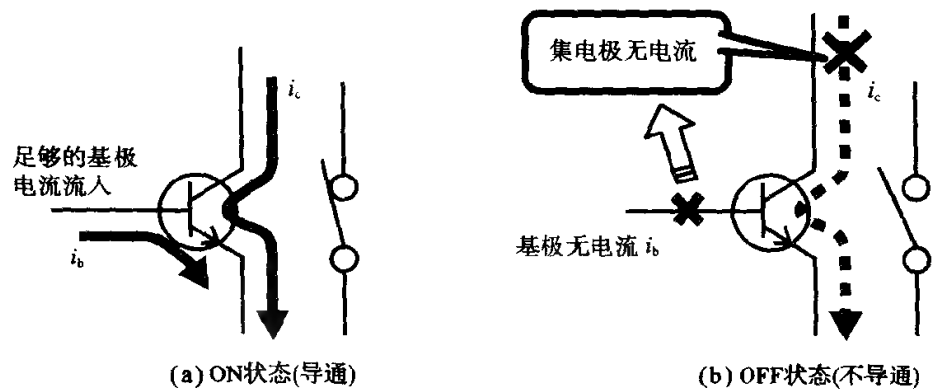 足够的基极
电流流入
i_c
i_b
(a) ON状态(导通)
集电极无电流
i_c
基极无电流 i_b
(b) OFF状态(不导通)